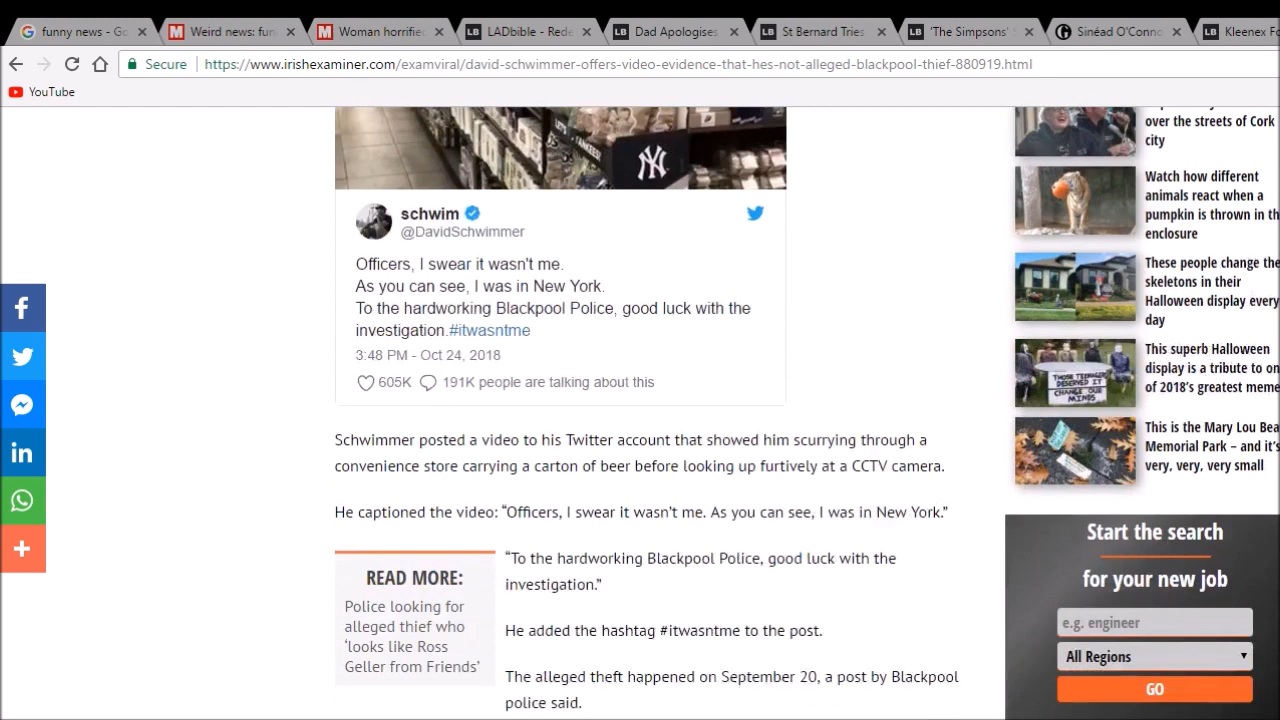 funny news - Go
Weird news: fun
Woman horrified
LADbible - Rede
Dad Apologises
St Bernard Tries
'The Simpsons'
Sinéad O'Conno
Kleenex Fo
Secure
https://www.irishexaminer.com/examviral/david-schwimmer-offers-video-evidence-that-hes-not-alleged-blackpool-thief-880919.html
YouTube
schwim
@DavidSchwimmer
Officers, I swear it wasn't me.
As you can see, I was in New York.
To the hardworking Blackpool Police, good luck with the
investigation.#itwasntme
3:48 PM - Oct 24, 2018
605K 191K people are talking about this
Schwimmer posted a video to his Twitter account that showed him scurrying through a
convenience store carrying a carton of beer before looking up furtively at a CCTV camera.
He captioned the video: “Officers, I swear it wasn’t me. As you can see, I was in New York.”
READ MORE:
Police looking for
alleged thief who
‘looks like Ross
Geller from Friends’
“To the hardworking Blackpool Police, good luck with the
investigation.”
He added the hashtag #itwasntme to the post.
The alleged theft happened on September 20, a post by Blackpool
police said.
over the streets of Cork
city
Watch how different
animals react when a
pumpkin is thrown in th
enclosure
These people change the
skeletons in their
Halloween display every
day
This superb Halloween
display is a tribute to on
of 2018’s greatest meme
THOSE TEENAGER
DESERVED IT
CHANGE OUR
MINDS
This is the Mary Lou Bea
Memorial Park – and it’s
very, very, very small
Start the search
for your new job
e.g. engineer
All Regions
GO